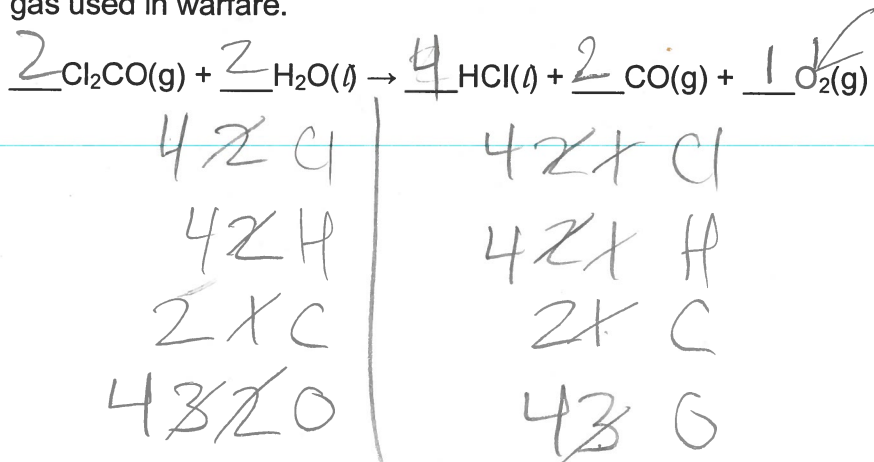 gas used in warfare.
2 Cl₂CO(g) + 2 H₂O(l) → 4 HCl(l) + 2 CO(g) + 1 O₂(g)
4 2 Cl 4 2 1 Cl
4 2 H 4 2 1 H
2 1 C 2 1 C
4 3 2 O 4 3 O